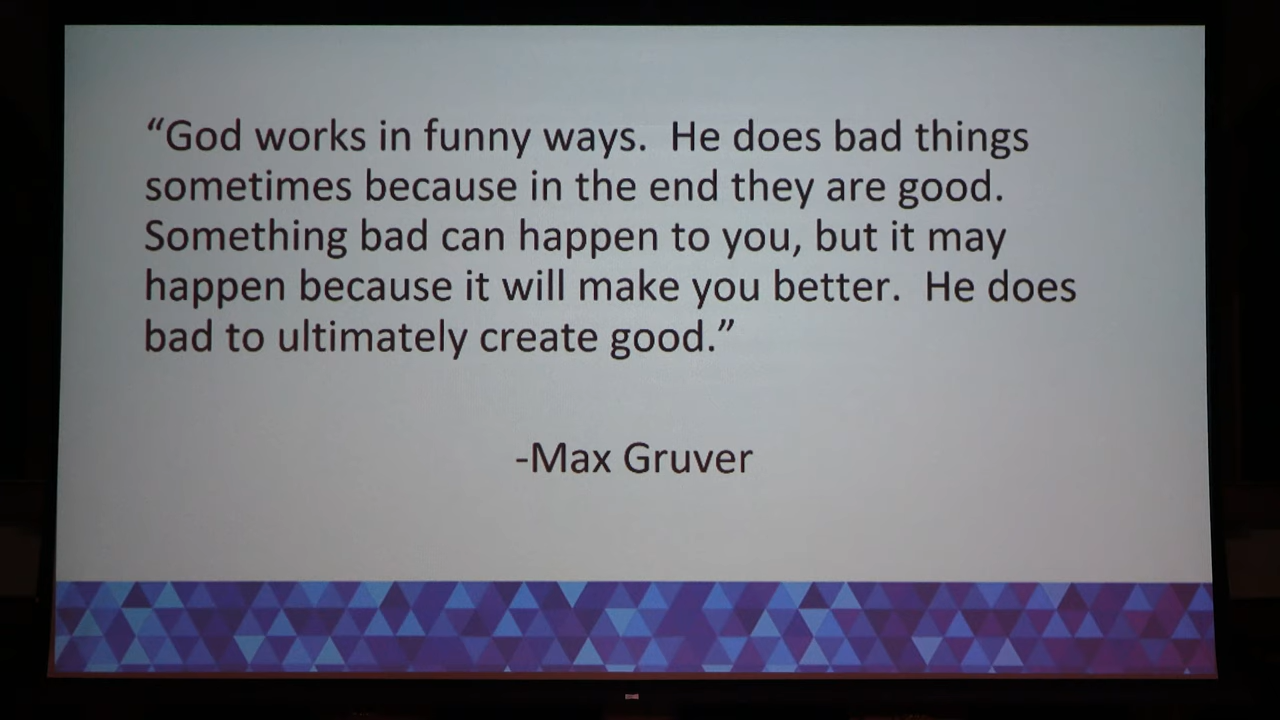 “God works in funny ways.  He does bad things
sometimes because in the end they are good.
Something bad can happen to you, but it may
happen because it will make you better.  He does
bad to ultimately create good.”
-Max Gruver